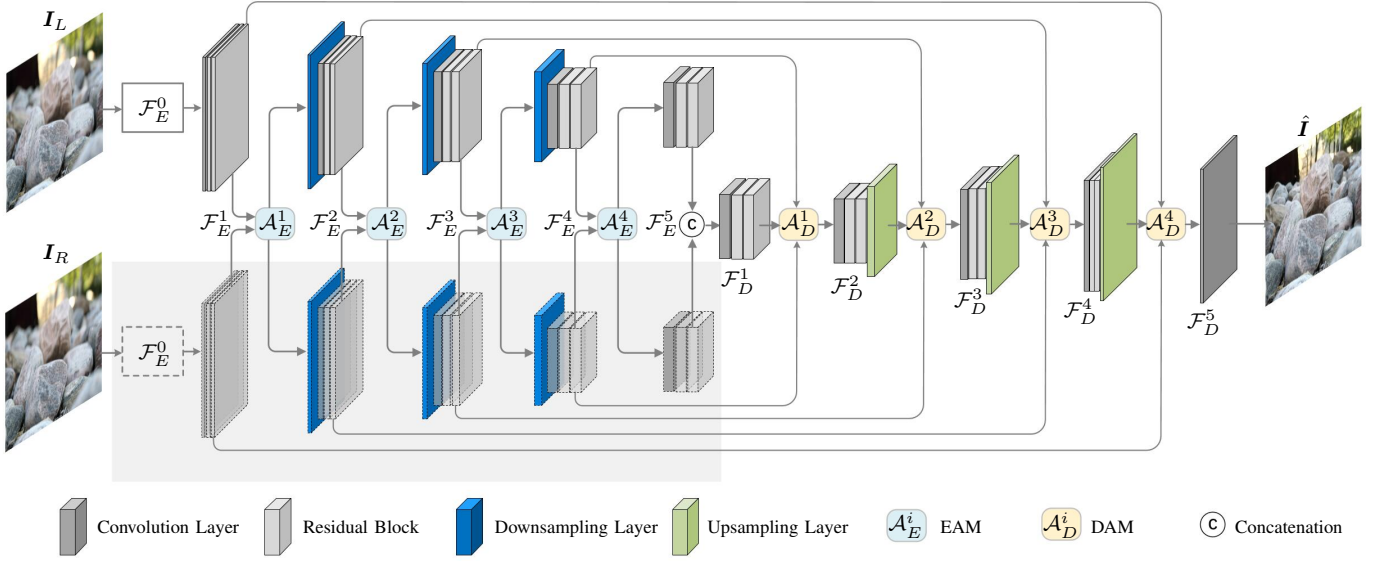 I_L
Î
F_E^0
F_E^1 A_E^1 F_E^2 A_E^2 F_E^3 A_E^3 F_E^4 A_E^4 F_E^5 C A_D^1 A_D^2 A_D^3 A_D^4
I_R
F_D^1 F_D^2 F_D^3 F_D^4 F_D^5
F_E^0
Convolution Layer Residual Block Downsampling Layer Upsampling Layer A_E^i EAM A_D^i DAM C Concatenation